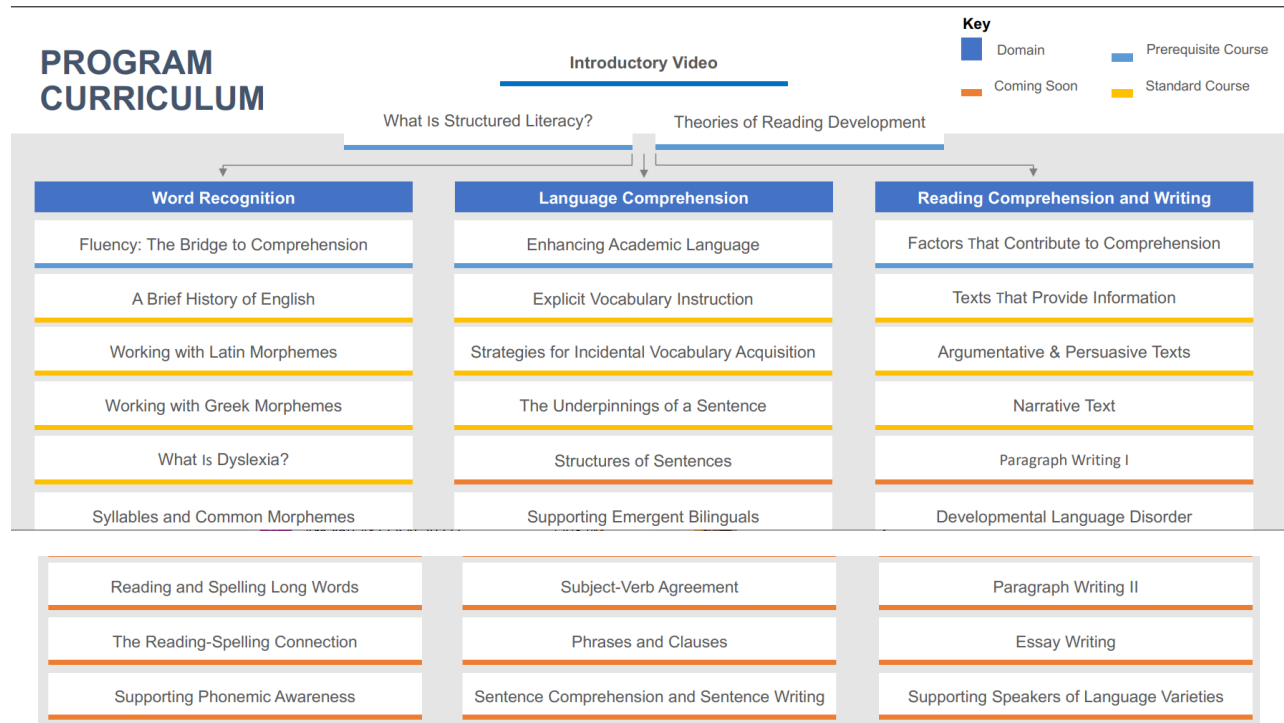 PROGRAM
CURRICULUM
Introductory Video
Key
Domain
Prerequisite Course
Coming Soon
Standard Course
What Is Structured Literacy?
Theories of Reading Development
Word Recognition
Fluency: The Bridge to Comprehension
A Brief History of English
Working with Latin Morphemes
Working with Greek Morphemes
What Is Dyslexia?
Syllables and Common Morphemes
Reading and Spelling Long Words
The Reading-Spelling Connection
Supporting Phonemic Awareness
Language Comprehension
Enhancing Academic Language
Explicit Vocabulary Instruction
Strategies for Incidental Vocabulary Acquisition
The Underpinnings of a Sentence
Structures of Sentences
Supporting Emergent Bilinguals
Subject-Verb Agreement
Phrases and Clauses
Sentence Comprehension and Sentence Writing
Reading Comprehension and Writing
Factors That Contribute to Comprehension
Texts That Provide Information
Argumentative & Persuasive Texts
Narrative Text
Paragraph Writing I
Developmental Language Disorder
Paragraph Writing II
Essay Writing
Supporting Speakers of Language Varieties